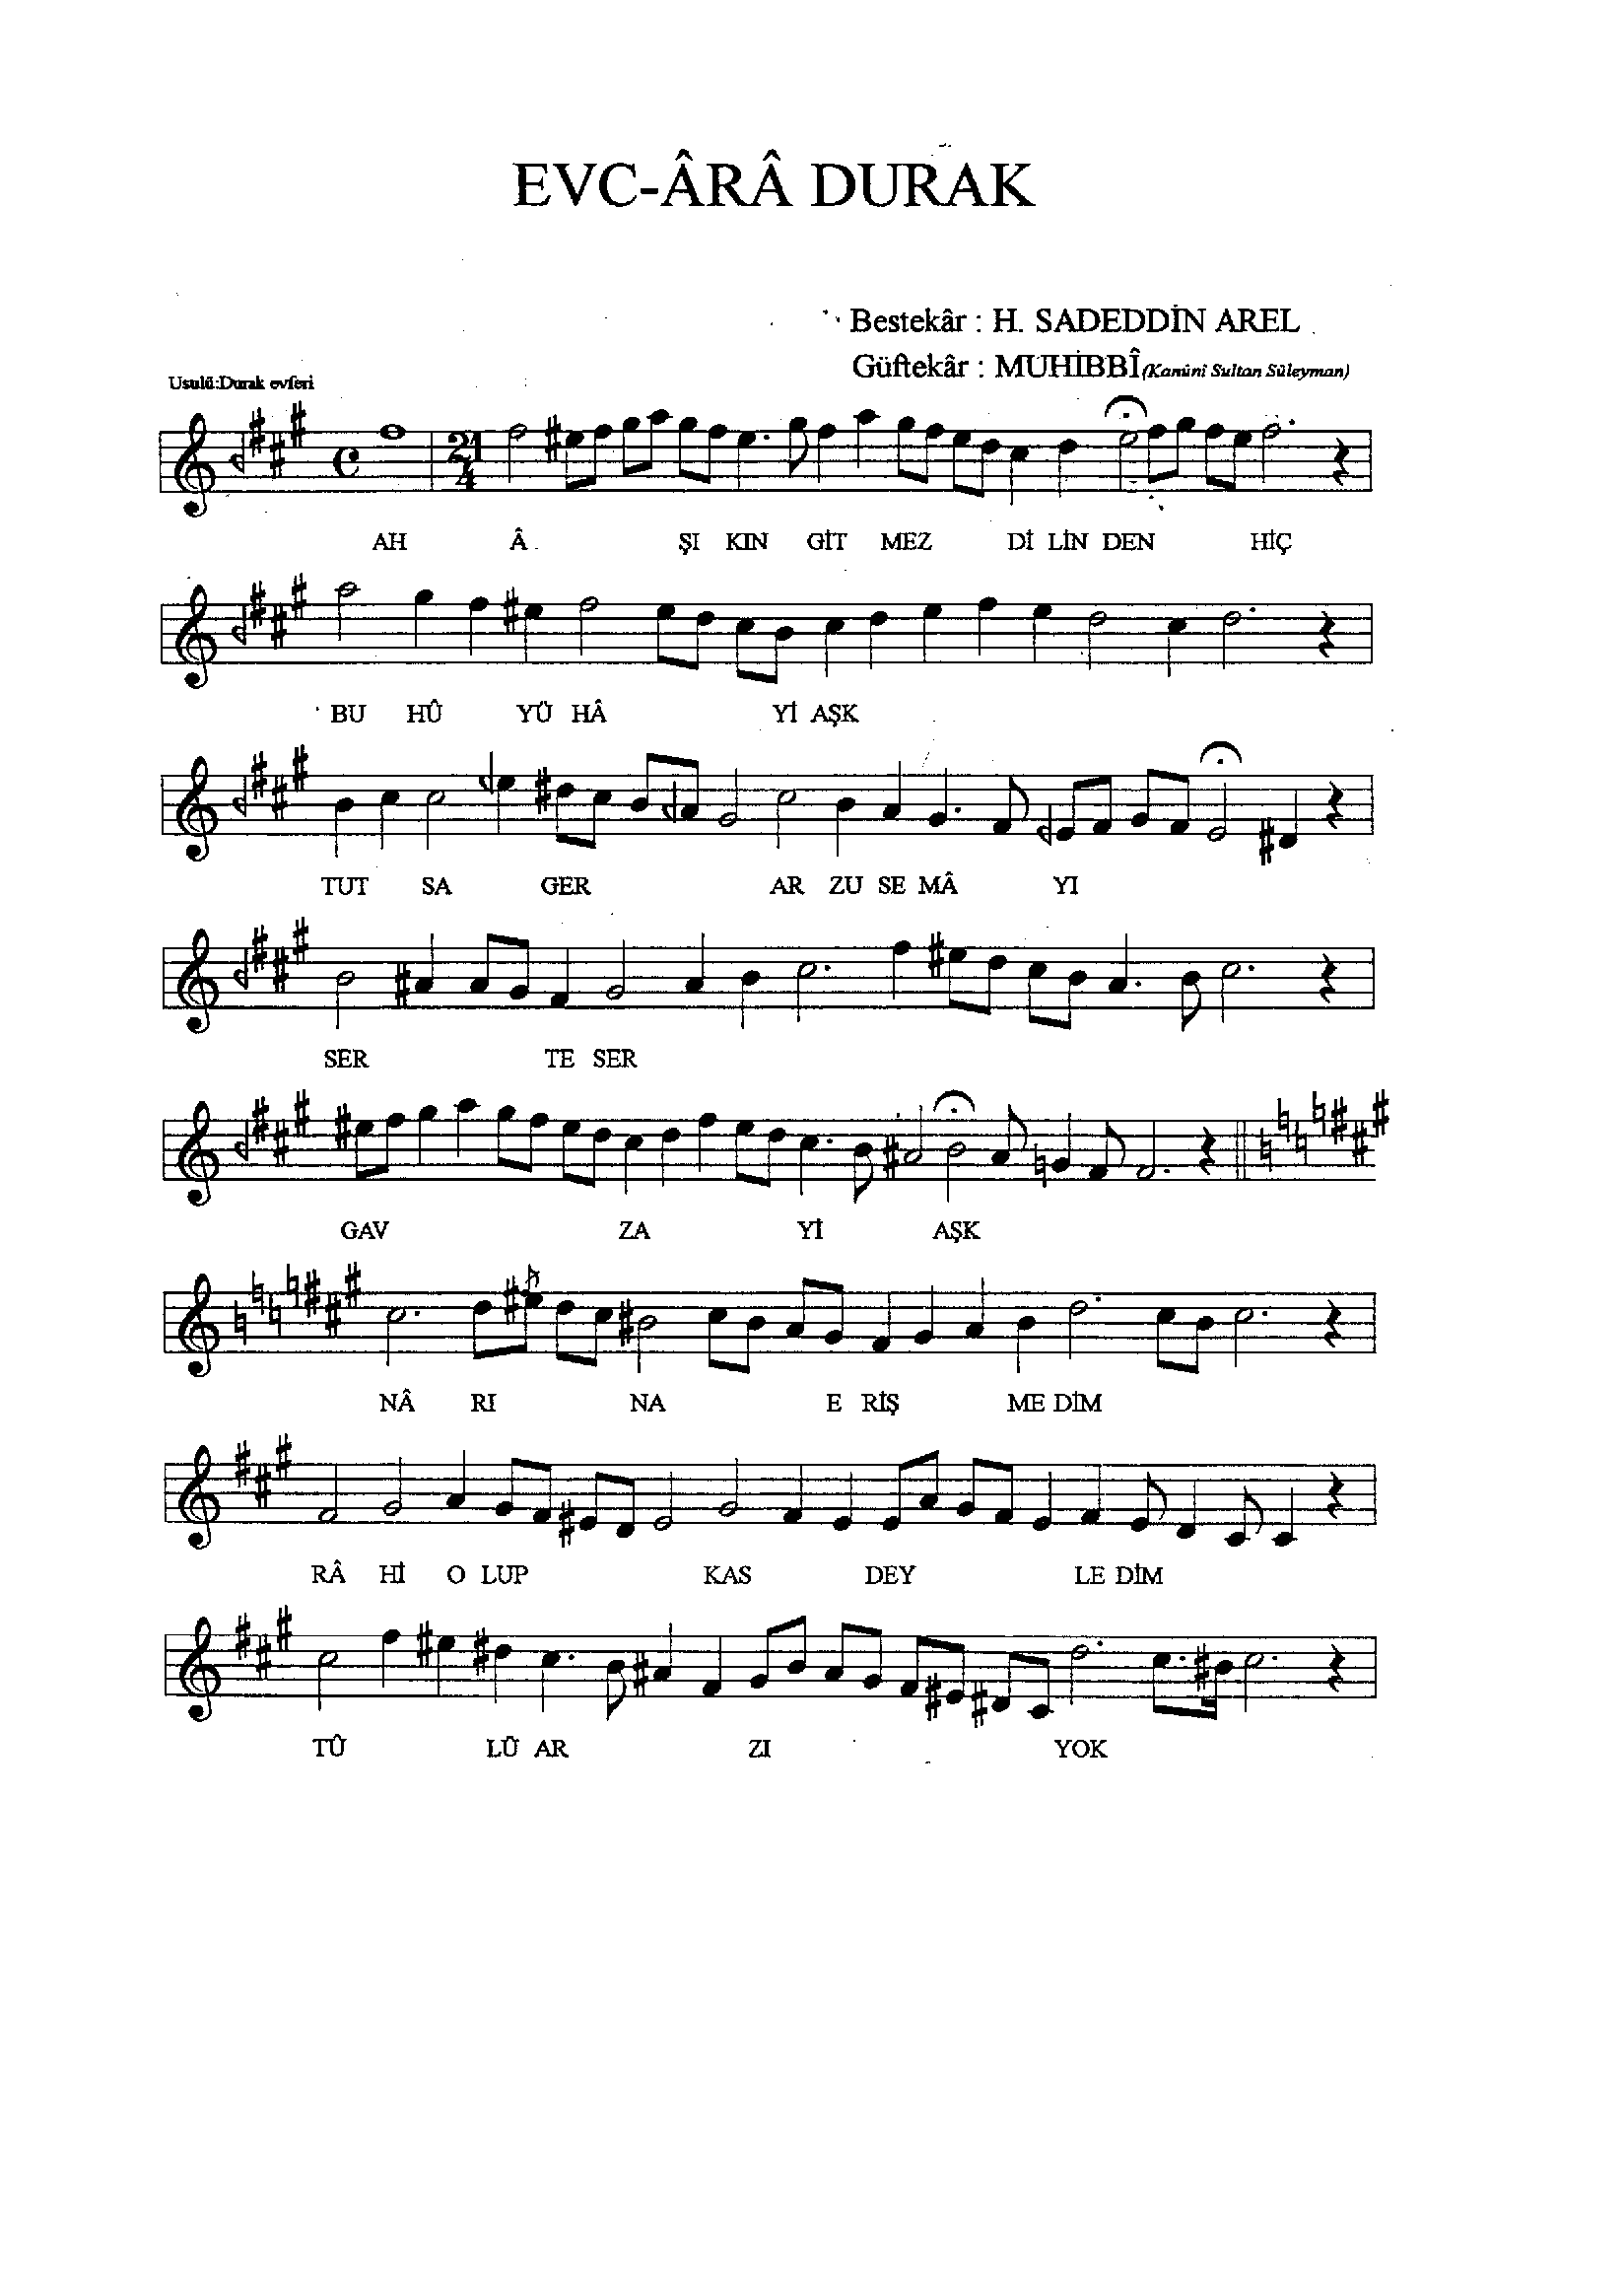 EVC-ÂRÂ DURAK
Bestekâr : H. SADEDDİN AREL
Güftekâr : MUHİBBÎ(Kanûnî Sultan Süleyman)
Usulü:Durak evferi
21
4
AH Â ŞI KIN GİT MEZ Dİ LİN DEN HİÇ
BU HÛ YÜ HÂ Yİ AŞK
TUT SA GER AR ZU SE MÂ YI
SER TE SER
GAV ZA Yİ AŞK
NÂ RI NA E RİŞ ME DİM
RÂ Hİ O LUP KAS DEY LE DİM
TÛ LÜ AR ZI YOK